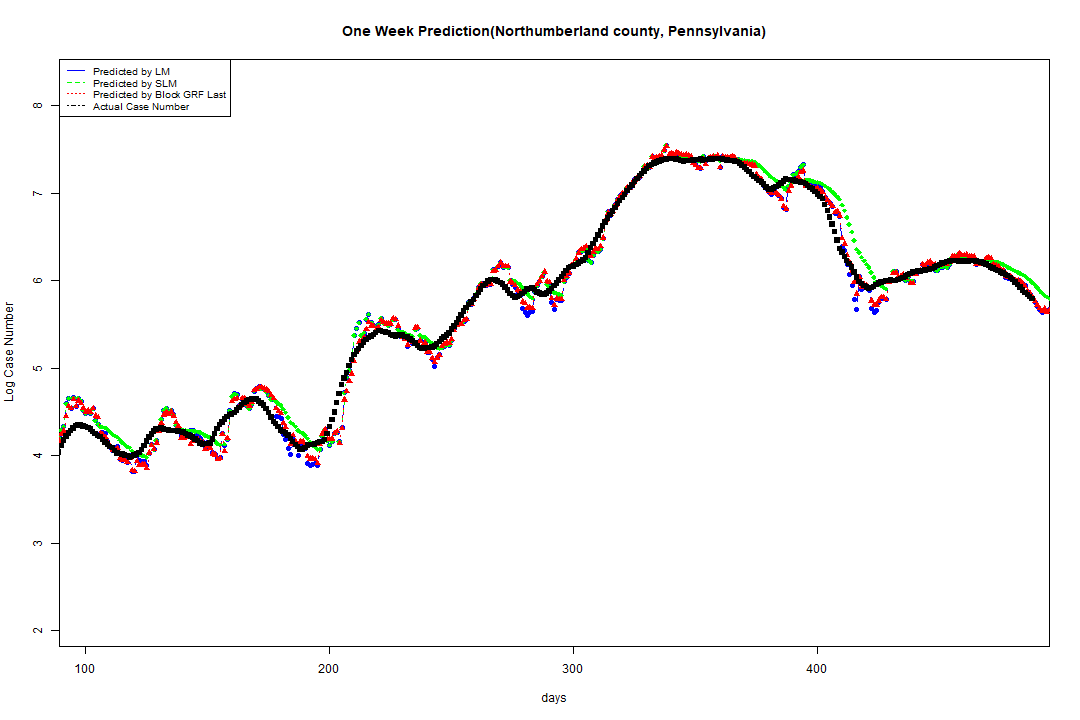 One Week Prediction(Northumberland county, Pennsylvania)
Predicted by LM
Predicted by SLM
Predicted by Block GRF Last
Actual Case Number
8
7
6
5
4
3
2
Log Case Number
100 200 300 400
days